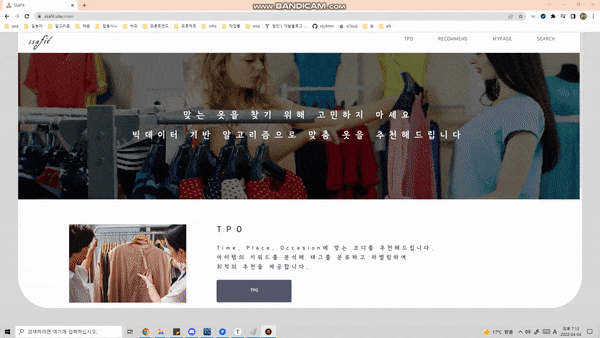 www.BANDICAM.com
SSAFIT
ssafit.site/main
ssafit
TPO RECOMMEND MYPAGE SEARCH
맞는 옷을 찾기 위해 고민하지 마세요
빅데이터 기반 알고리즘으로 맞춤 옷을 추천해드립니다
TPO
Time, Place, Occasion에 맞는 코디를 추천해드립니다.
아이템의 키워드를 분석해 태그를 분류하고 라벨링하여
최적의 추천을 제공합니다.
TPO
검색하려면 여기에 입력하십시오.
17°C 맑음
오후 7:13
2022-04-04